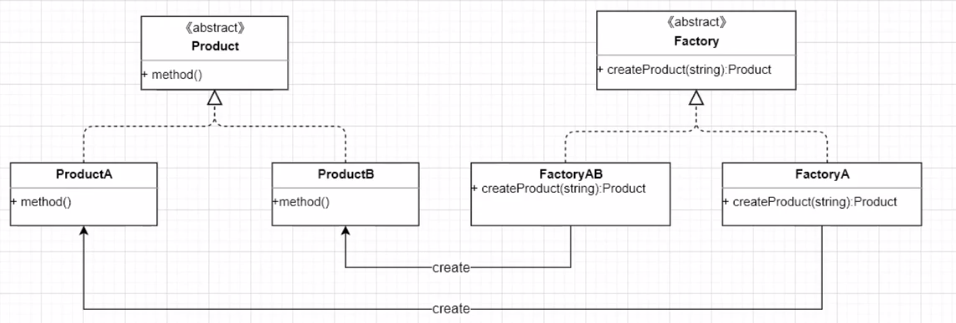 《abstract》
Product
+ method()
《abstract》
Factory
+ createProduct(string):Product
ProductA
+ method()
ProductB
+method()
FactoryAB
+ createProduct(string):Product
FactoryA
+ createProduct(string):Product
create
create